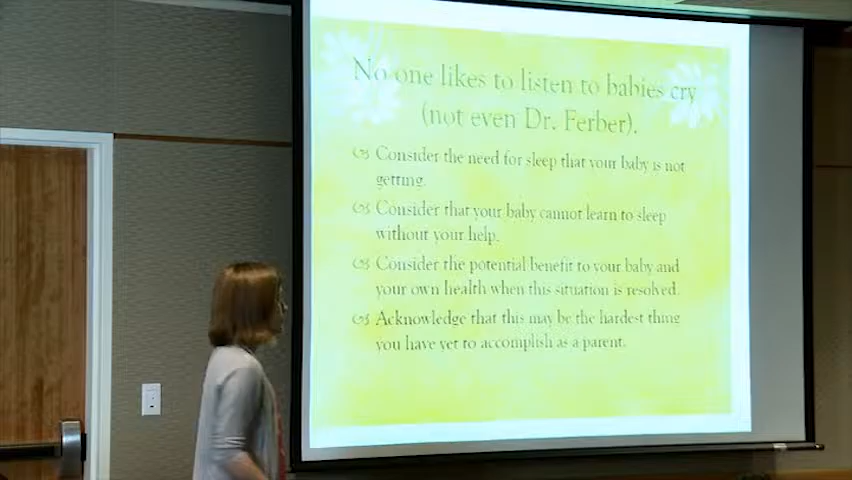 No one likes to listen to babies cry
(not even Dr. Ferber).
Consider the need for sleep that your baby is not
getting.
Consider that your baby cannot learn to sleep
without your help.
Consider the potential benefit to your baby and
your own health when this situation is resolved.
Acknowledge that this may be the hardest thing
you have yet to accomplish as a parent.